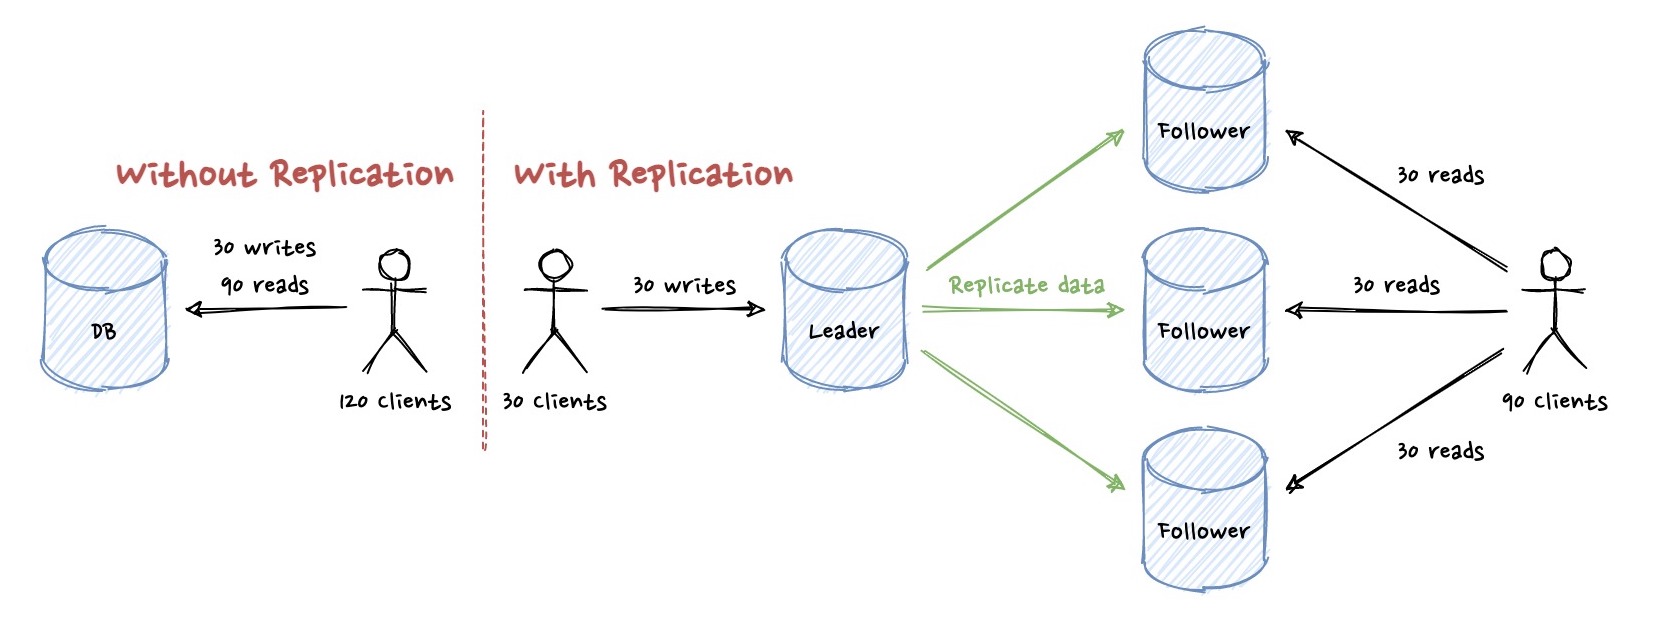 Without Replication
30 writes
90 reads
DB
120 clients
With Replication
30 clients
30 writes
Leader
Replicate data
Follower
Follower
Follower
30 reads
30 reads
30 reads
90 clients